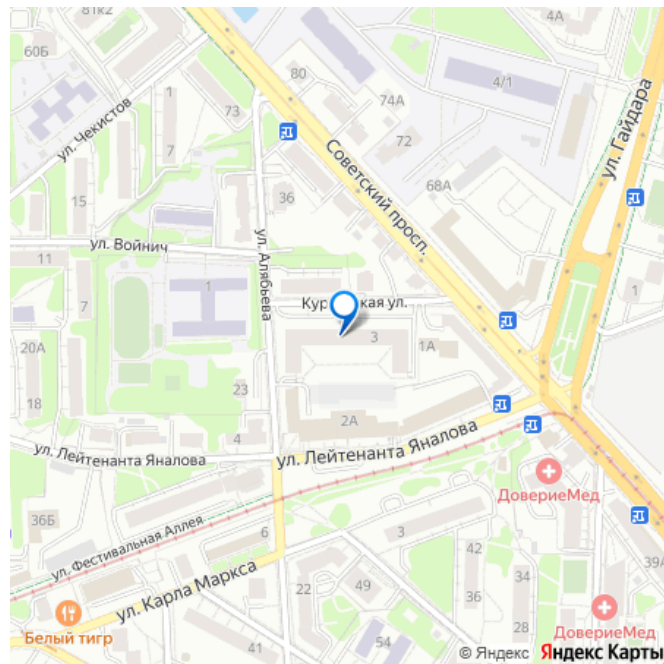 81к2
60Б
80
4/1
2А
74А
ул. Чекистов
1
73
7
72
ул. Гайдара
Советский просп.
68А
15
36
ул. Войнич
11
ул. Алябьева
1
7
1
3
1А
20А
23
18
2А
4
ул. Лейтенанта Яналова
ул. Лейтенанта Яналова
ДовериеМед
36Б
ул. Фестивальная Аллея
6
3
42
34
39А
ул. Карла Маркса
22
49
36
28
ДовериеМед
Белый тигр
41
54
© Яндекс Яндекс Карты